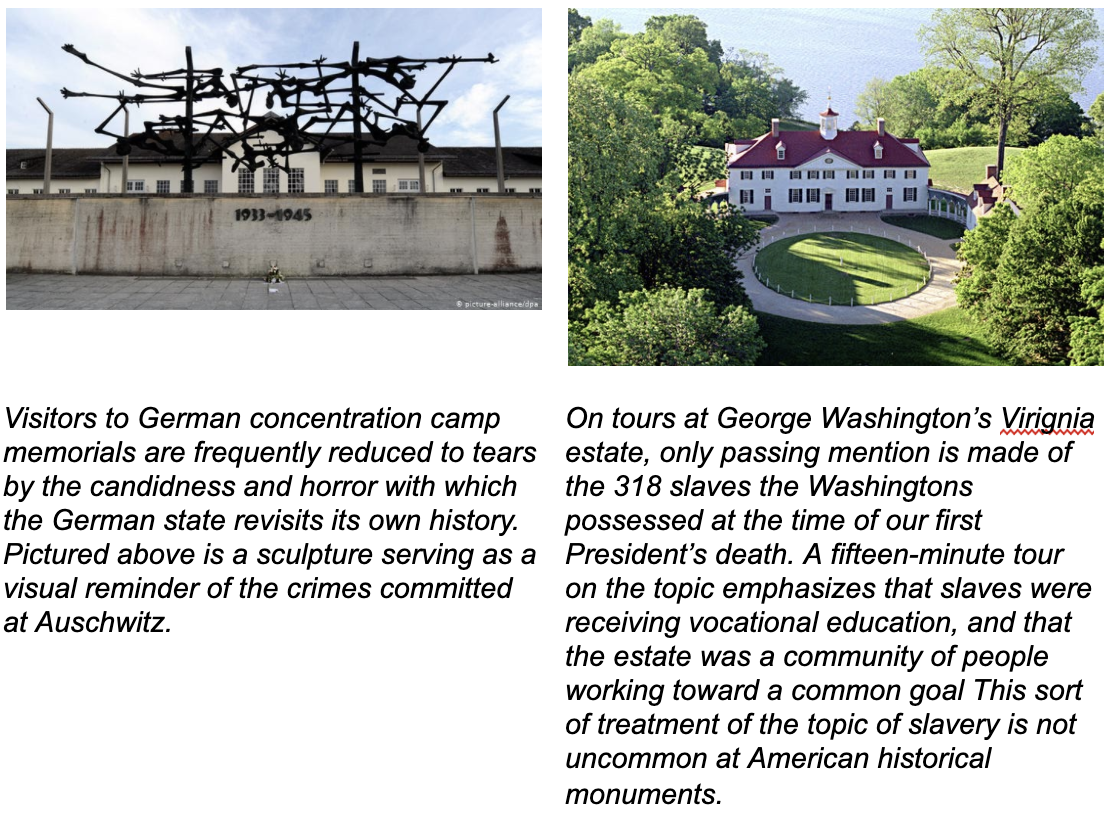 1933-1945
© picture-alliance/dpa
Visitors to German concentration camp
memorials are frequently reduced to tears
by the candidness and horror with which
the German state revisits its own history.
Pictured above is a sculpture serving as a
visual reminder of the crimes committed
at Auschwitz.
On tours at George Washington’s Virignia
estate, only passing mention is made of
the 318 slaves the Washingtons
possessed at the time of our first
President’s death. A fifteen-minute tour
on the topic emphasizes that slaves were
receiving vocational education, and that
the estate was a community of people
working toward a common goal This sort
of treatment of the topic of slavery is not
uncommon at American historical
monuments.